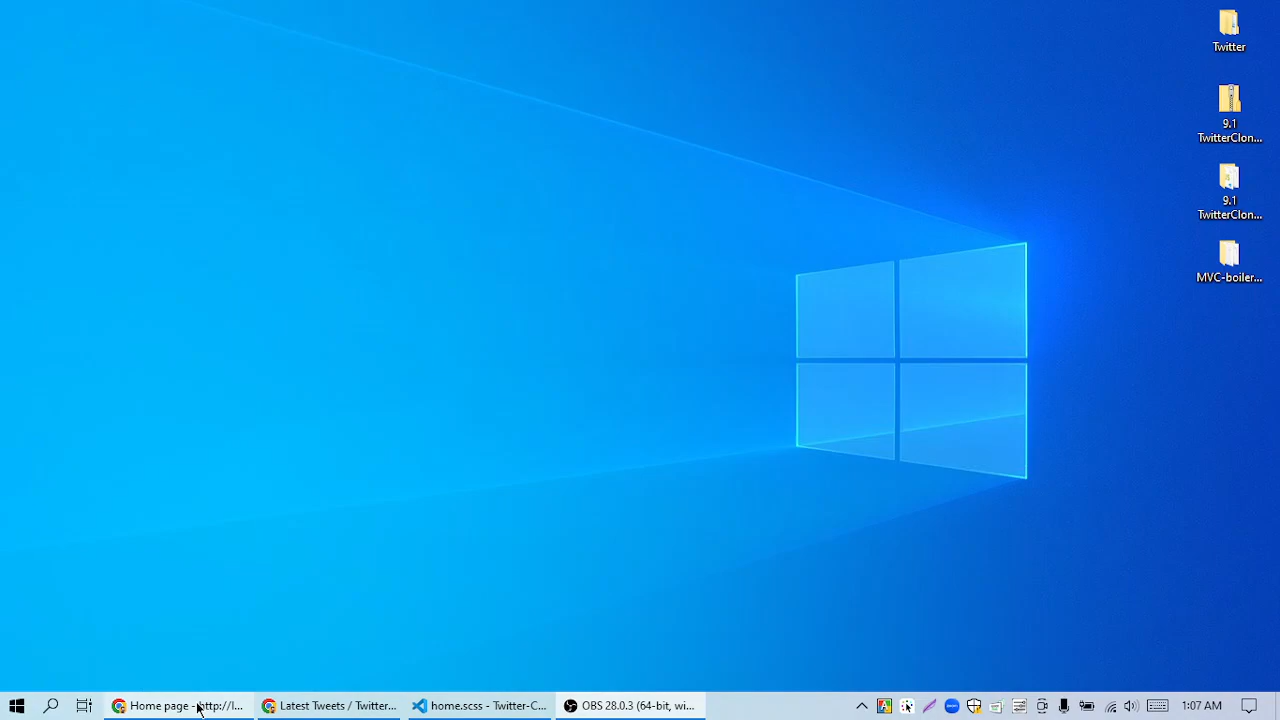 Twitter
9.1
TwitterClon...
9.1
TwitterClon...
MVC-boiler...
Home page - http://l...
Latest Tweets / Twitter...
home.scss - Twitter-C...
OBS 28.0.3 (64-bit, wi...
1:07 AM